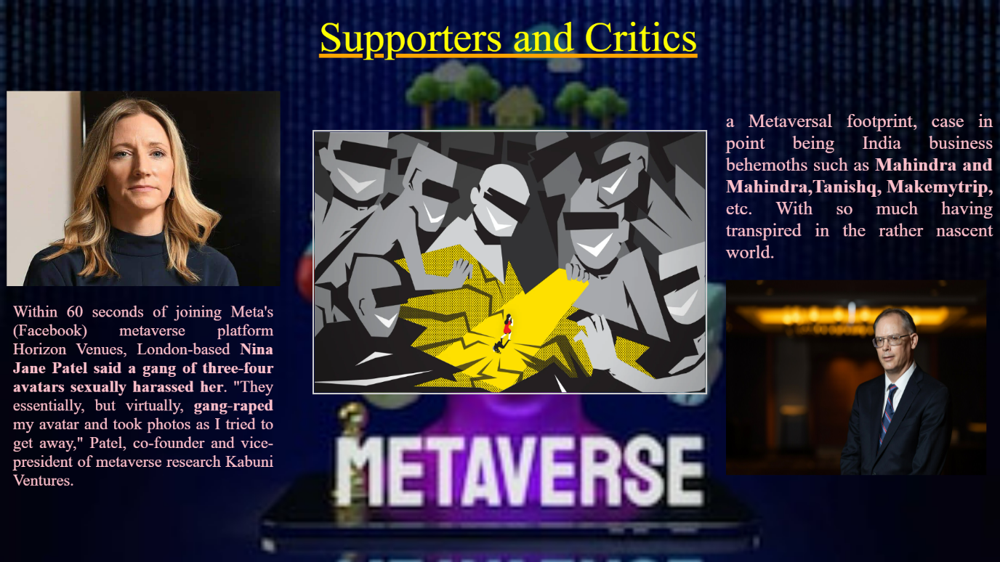 Supporters and Critics
Within 60 seconds of joining Meta's
(Facebook) metaverse platform
Horizon Venues, London-based Nina
Jane Patel said a gang of three-four
avatars sexually harassed her. "They
essentially, but virtually, gang-raped
my avatar and took photos as I tried to
get away," Patel, co-founder and vice-
president of metaverse research Kabuni
Ventures.
METAVERSE
a Metaversal footprint, case in
point being India business
behemoths such as Mahindra and
Mahindra,Tanishq, Makemytrip,
etc. With so much having
transpired in the rather nascent
world.